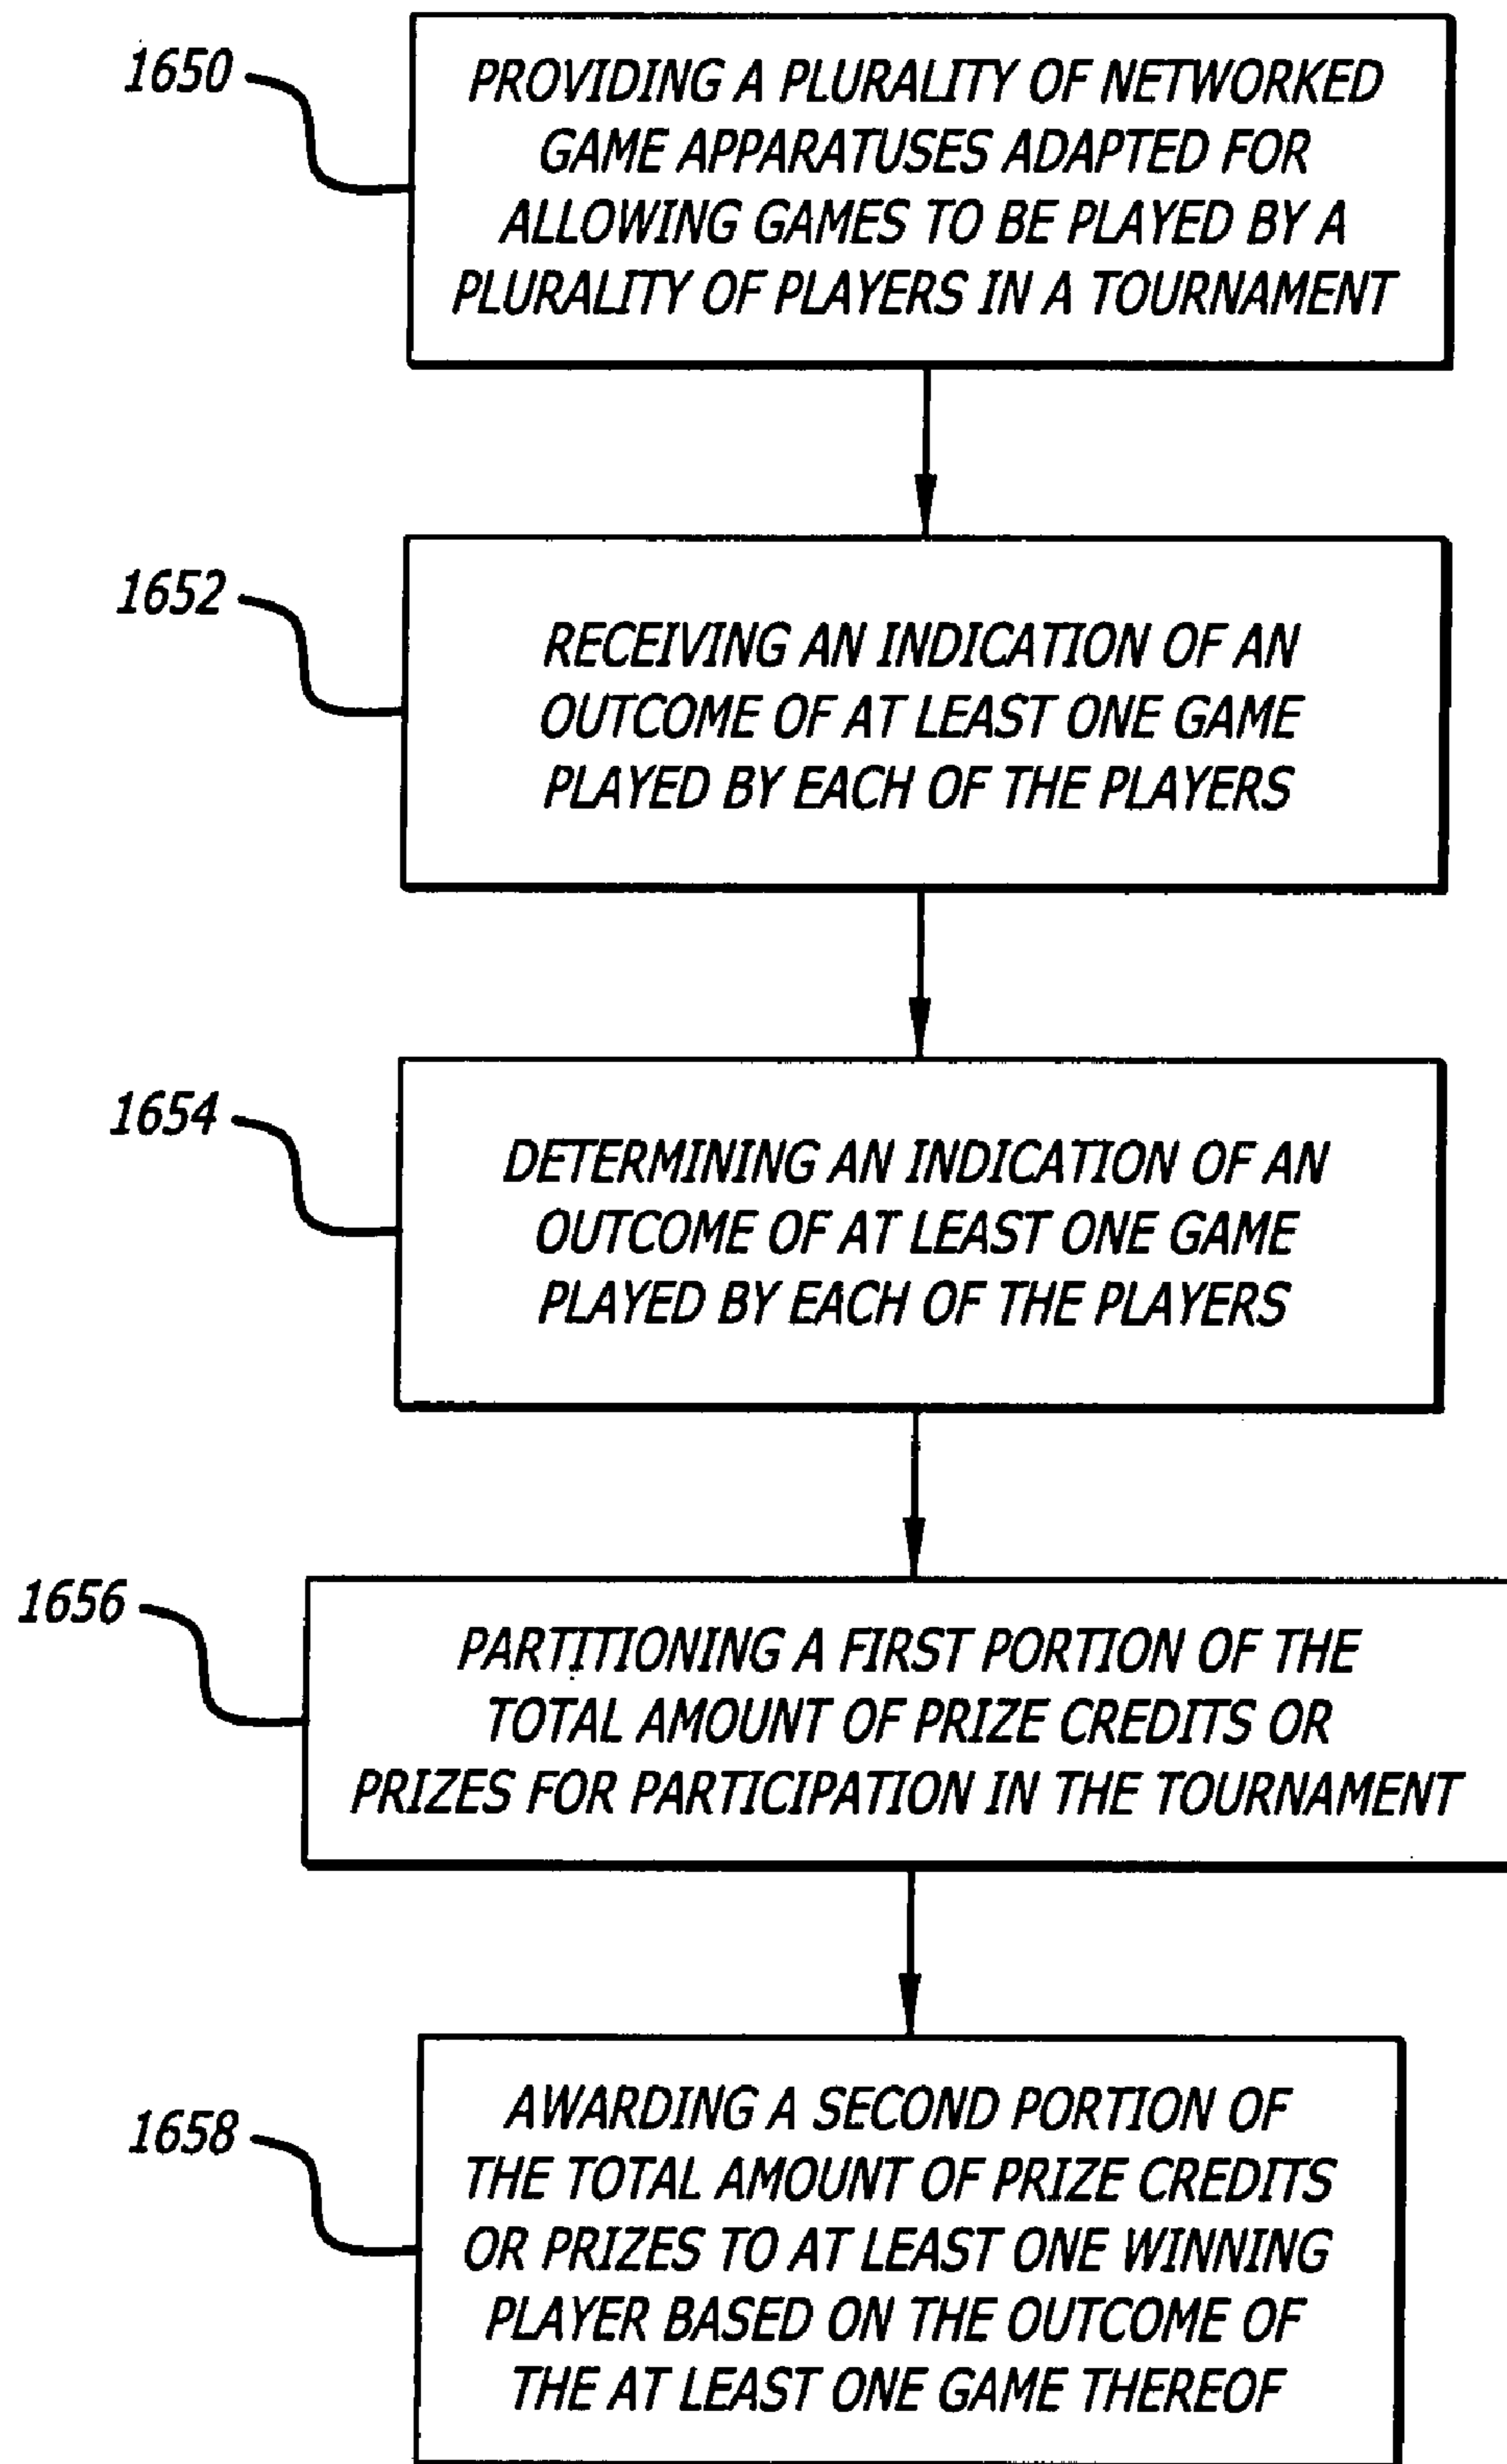 1650
PROVIDING A PLURALITY OF NETWORKED
GAME APPARATUSES ADAPTED FOR
ALLOWING GAMES TO BE PLAYED BY A
PLURALITY OF PLAYERS IN A TOURNAMENT
1652
RECEIVING AN INDICATION OF AN
OUTCOME OF AT LEAST ONE GAME
PLAYED BY EACH OF THE PLAYERS
1654
DETERMINING AN INDICATION OF AN
OUTCOME OF AT LEAST ONE GAME
PLAYED BY EACH OF THE PLAYERS
1656
PARTITIONING A FIRST PORTION OF THE
TOTAL AMOUNT OF PRIZE CREDITS OR
PRIZES FOR PARTICIPATION IN THE TOURNAMENT
1658
AWARDING A SECOND PORTION OF
THE TOTAL AMOUNT OF PRIZE CREDITS
OR PRIZES TO AT LEAST ONE WINNING
PLAYER BASED ON THE OUTCOME OF
THE AT LEAST ONE GAME THEREOF